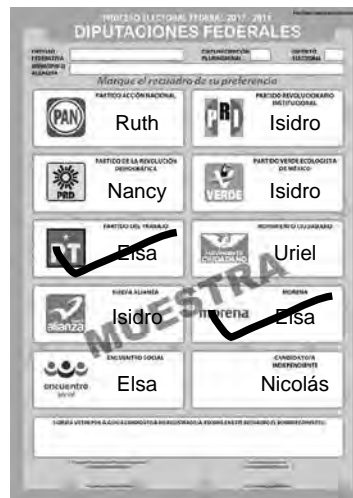 PROCESO ELECTORAL FEDERAL 2017 - 2018
DIPUTACIONES FEDERALES
ENTIDAD FEDERATIVA
CIRCUNSCRIPCIÓN PLURINOMINAL
DISTRITO ELECTORAL
Marque el recuadro de su preferencia
PARTIDO ACCIÓN NACIONAL
PAN
Ruth
PARTIDO REVOLUCIONARIO INSTITUCIONAL
PRI
Isidro
PARTIDO DE LA REVOLUCIÓN DEMOCRÁTICA
PRD
Nancy
PARTIDO VERDE ECOLOGISTA DE MÉXICO
VERDE
Isidro
PARTIDO DEL TRABAJO
PT
Elsa
MOVIMIENTO CIUDADANO
MOVIMIENTO CIUDADANO
Uriel
NUEVA ALIANZA
alianza
Isidro
MORENA
morena
Elsa
MUESTRA
ENCUENTRO SOCIAL
encuentro social
Elsa
CANDIDATO/A INDEPENDIENTE
Nicolás